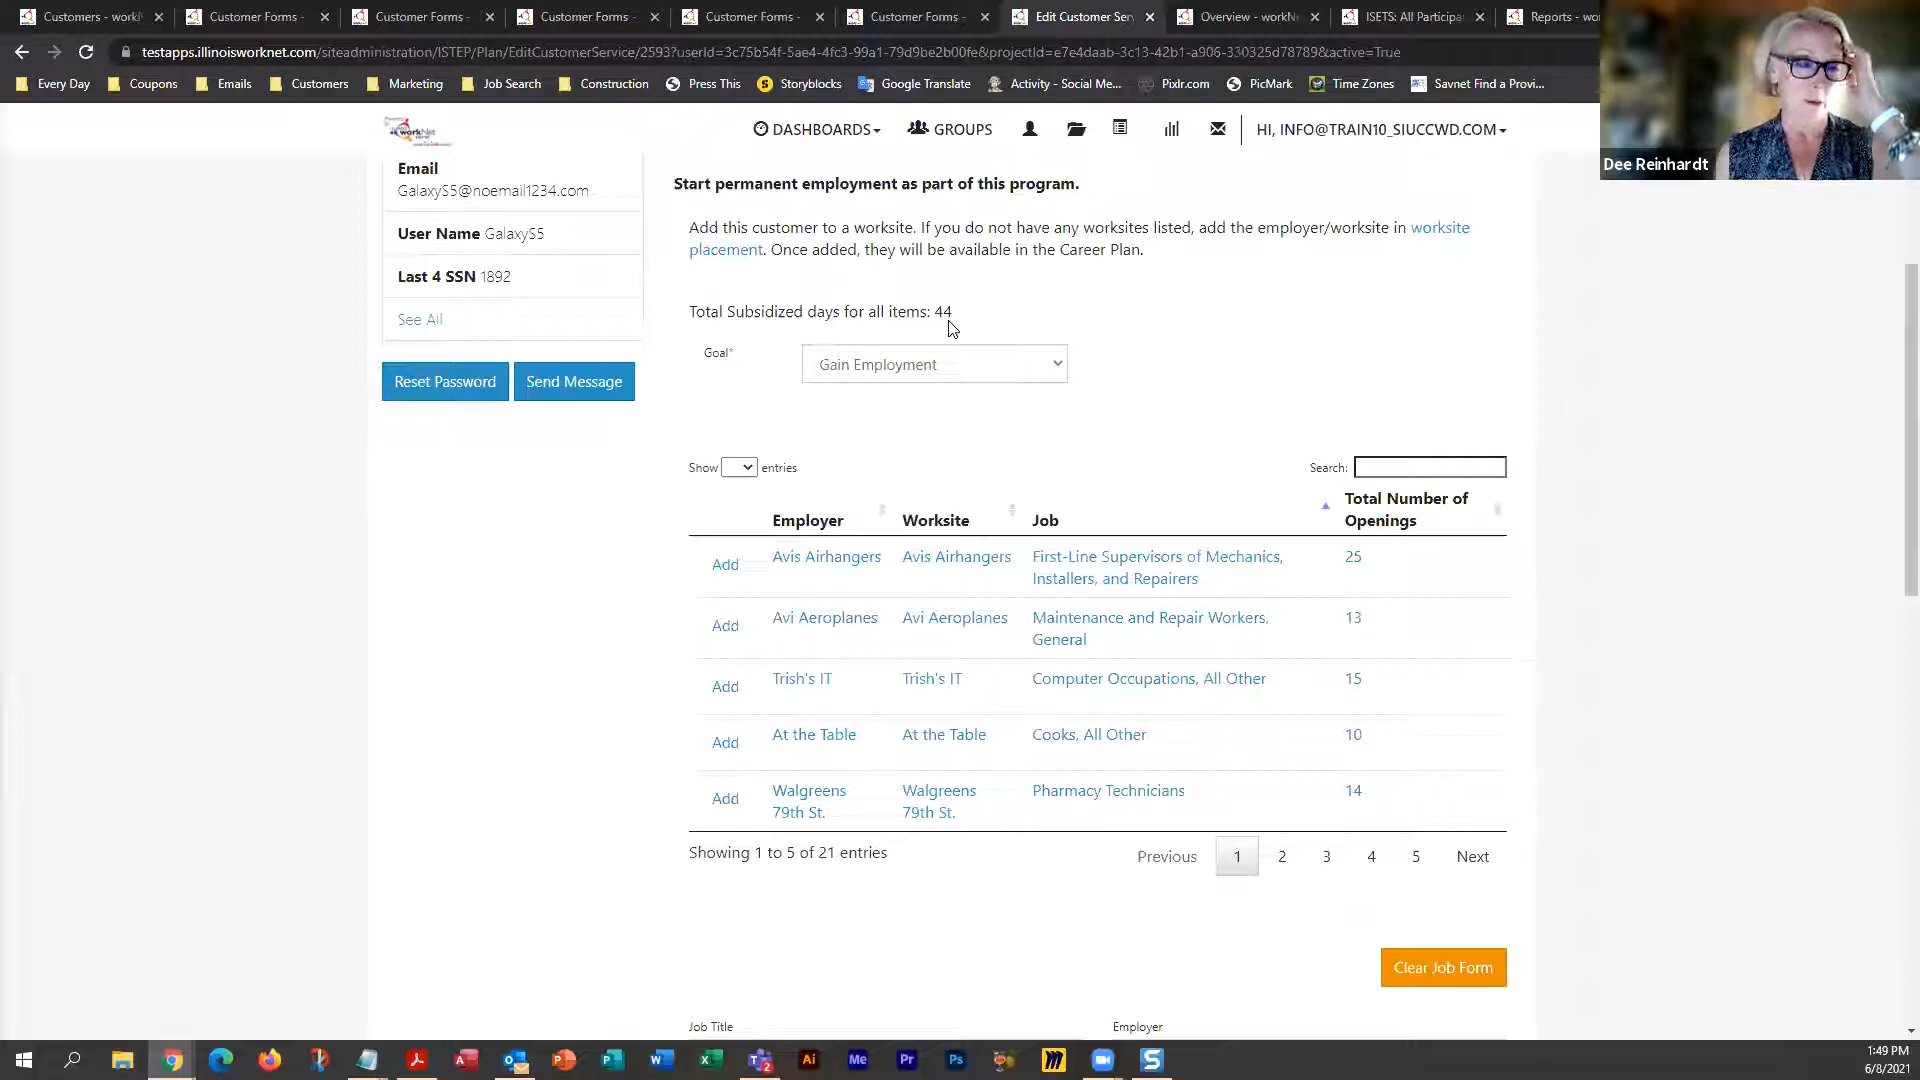 Customers - workN
Customer Forms -
Customer Forms -
Customer Forms -
Customer Forms -
Customer Forms -
Edit Customer Ser
Overview - workN
ISETS: All Participa
Reports - wo
testapps.illinoisworknet.com/siteadministration/ISTEP/Plan/EditCustomerService/2593?userId=3c75b54f-5ae4-4fc3-99a1-79d9be2b00fe&projectId=e7e4daab-3c13-42b1-a906-330325d78789&active=True
Every Day
Coupons
Emails
Customers
Marketing
Job Search
Construction
Press This
Storyblocks
Google Translate
Activity - Social Me...
Pixlr.com
PicMark
Time Zones
Savnet Find a Provi...
Dee Reinhardt
workNet
DASHBOARDS
GROUPS
HI, INFO@TRAIN10_SIUCCWD.COM
Email
GalaxyS5@noemail1234.com
User Name GalaxyS5
Last 4 SSN 1892
See All
Reset Password
Send Message
Start permanent employment as part of this program.
Add this customer to a worksite. If you do not have any worksites listed, add the employer/worksite in worksite
placement. Once added, they will be available in the Career Plan.
Total Subsidized days for all items: 44
Goal*
Gain Employment
Show entries
Search:
Employer
Worksite
Job
Total Number of
Openings
Add
Avis Airhangers
Avis Airhangers
First-Line Supervisors of Mechanics,
Installers, and Repairers
25
Add
Avi Aeroplanes
Avi Aeroplanes
Maintenance and Repair Workers,
General
13
Add
Trish's IT
Trish's IT
Computer Occupations, All Other
15
Add
At the Table
At the Table
Cooks, All Other
10
Add
Walgreens
79th St.
Walgreens
79th St.
Pharmacy Technicians
14
Showing 1 to 5 of 21 entries
Previous
1
2
3
4
5
Next
Clear Job Form
Job Title
Employer
1:49 PM
6/8/2021